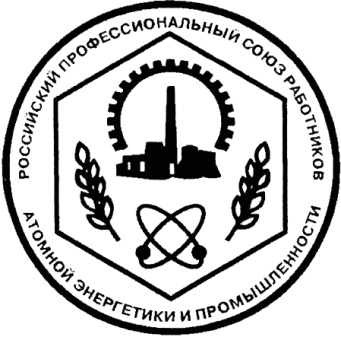 РОССИЙСКИЙ ПРОФЕССИОНАЛЬНЫЙ СОЮЗ РАБОТНИКОВ
АТОМНОЙ ЭНЕРГЕТИКИ И ПРОМЫШЛЕННОСТИ